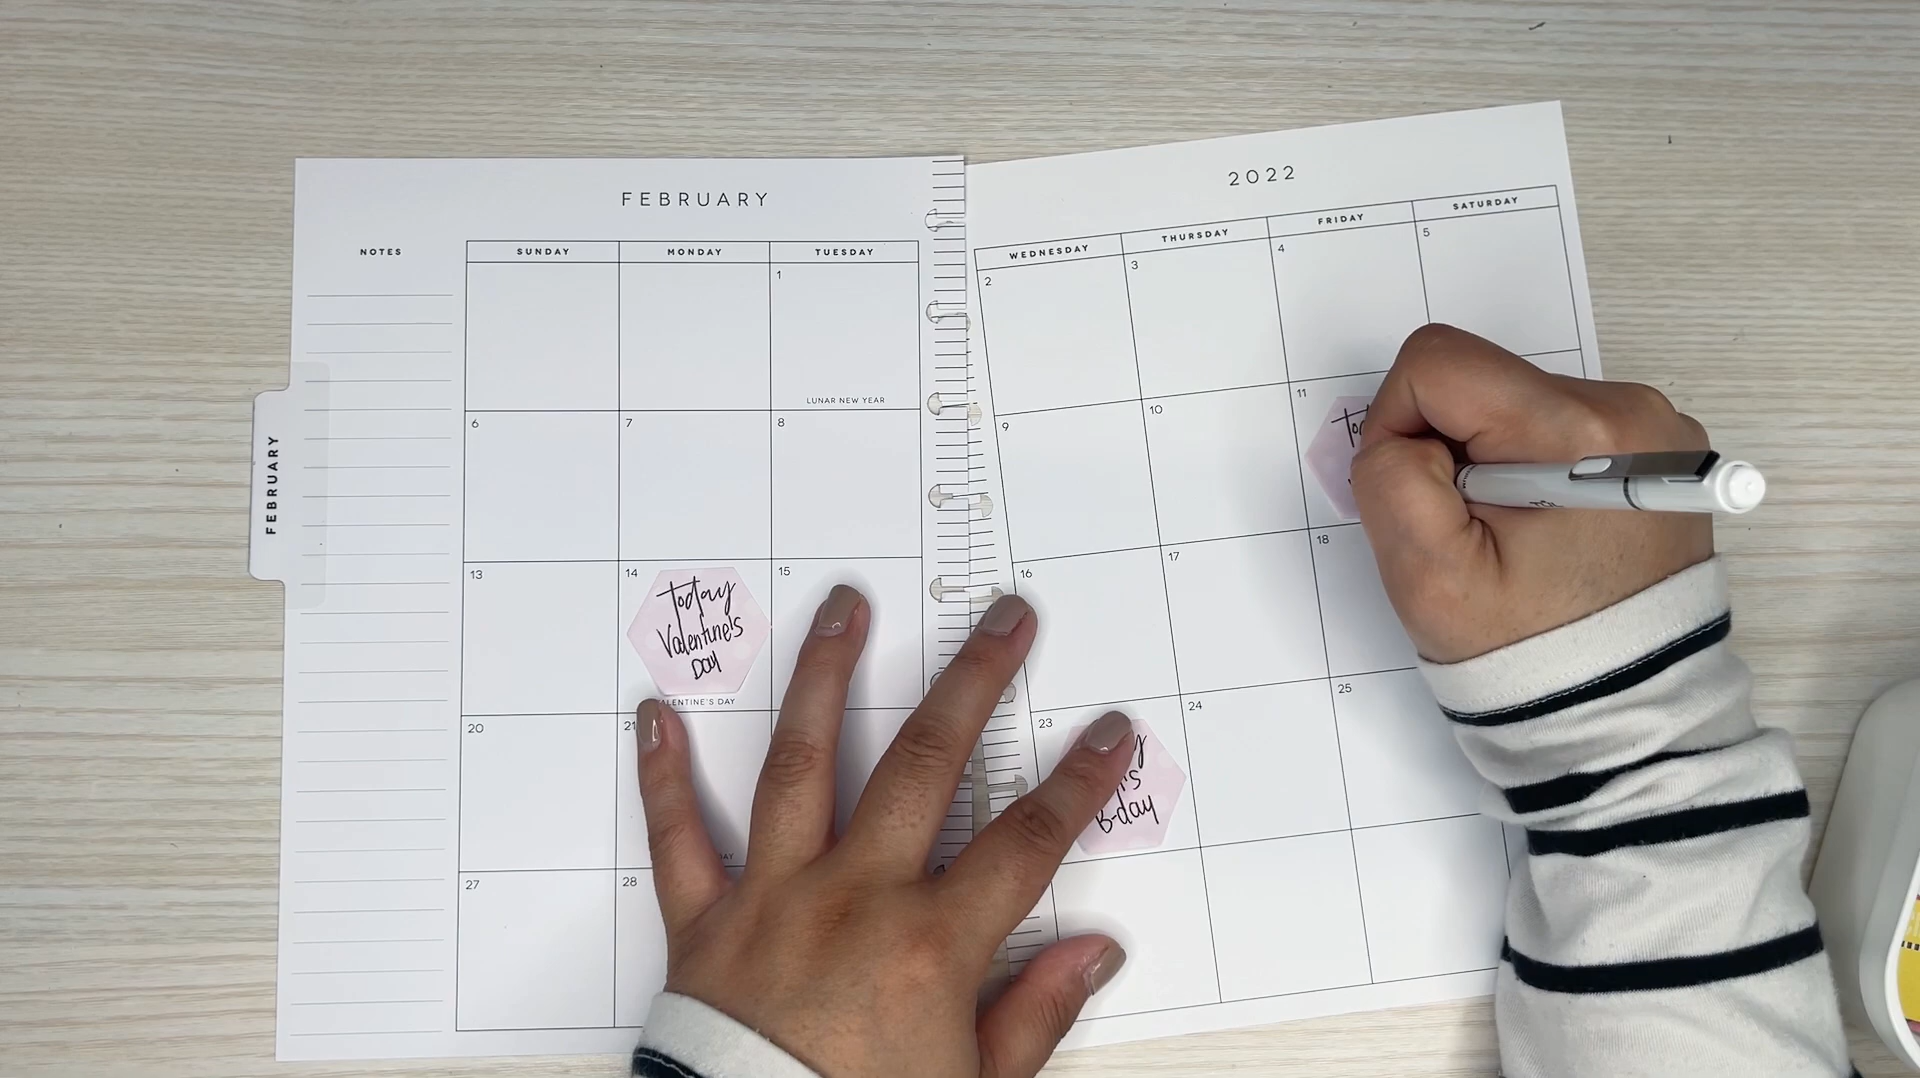 FEBRUARY
2022
NOTES
SUNDAY MONDAY TUESDAY
WEDNESDAY THURSDAY FRIDAY SATURDAY
1
2 3 4 5
LUNAR NEW YEAR
6 7 8
9 10 11
FEBRUARY
13 14 15
16 17 18
Today
Valentine's
DAY
20 21
23 24 25
B-day
27 28